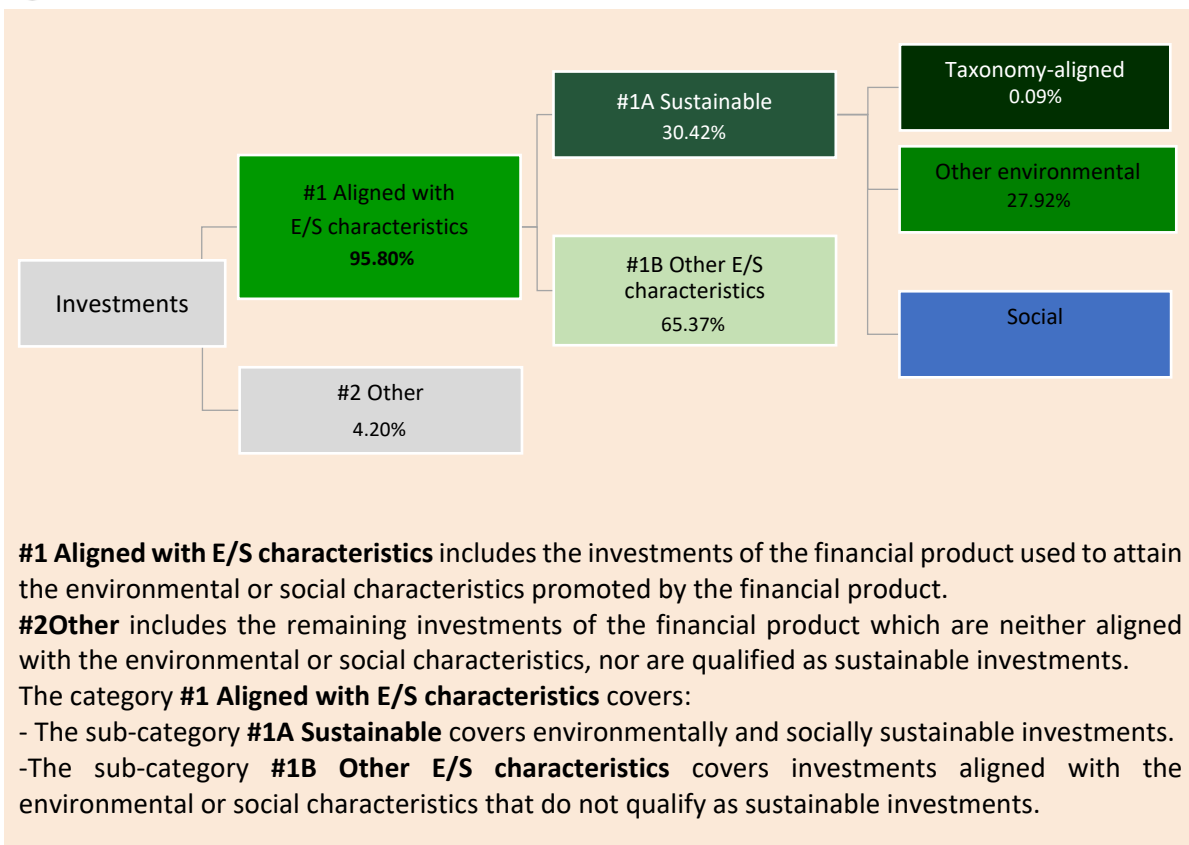 Investments
#1 Aligned with
E/S characteristics
95.80%
#2 Other
4.20%
#1A Sustainable
30.42%
#1B Other E/S
characteristics
65.37%
Taxonomy-aligned
0.09%
Other environmental
27.92%
Social
#1 Aligned with E/S characteristics includes the investments of the financial product used to attain
the environmental or social characteristics promoted by the financial product.
#2Other includes the remaining investments of the financial product which are neither aligned
with the environmental or social characteristics, nor are qualified as sustainable investments.
The category #1 Aligned with E/S characteristics covers:
- The sub-category #1A Sustainable covers environmentally and socially sustainable investments.
-The sub-category #1B Other E/S characteristics covers investments aligned with the
environmental or social characteristics that do not qualify as sustainable investments.